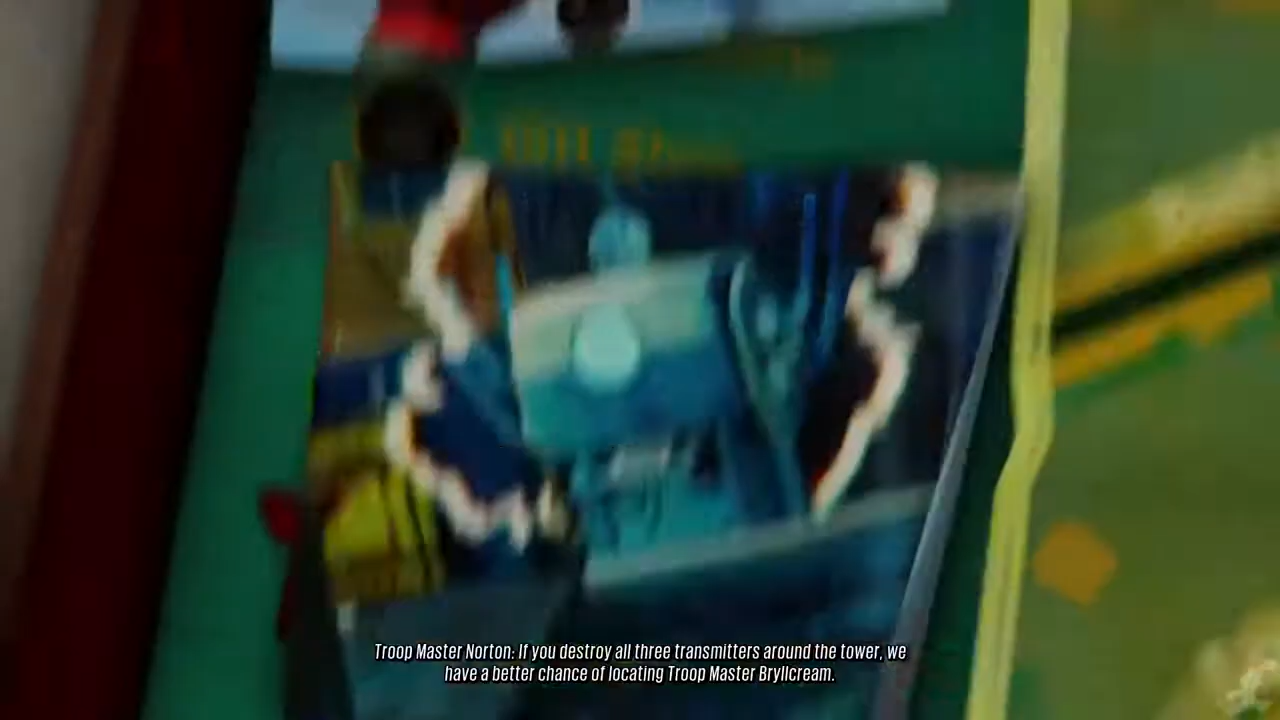 Troop Master Norton: If you destroy all three transmitters around the tower, we
have a better chance of locating Troop Master Bryllcream.